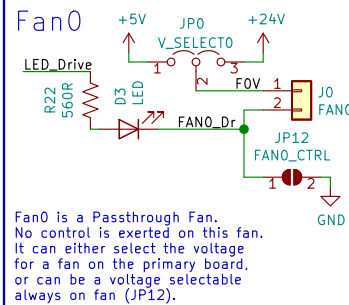 Fan0
+5V
JP0
+24V
V_SELECT0
1
3
2
LED_Drive
F0V
1
J0
2
FAN0
R22
560R
D3
LED
FAN0_Dr
JP12
FAN0_CTRL
1
2
GND
Fan0 is a Passthrough Fan.
No control is exerted on this fan.
It can either select the voltage
for a fan on the primary board,
or can be a voltage selectable
always on fan (JP12).